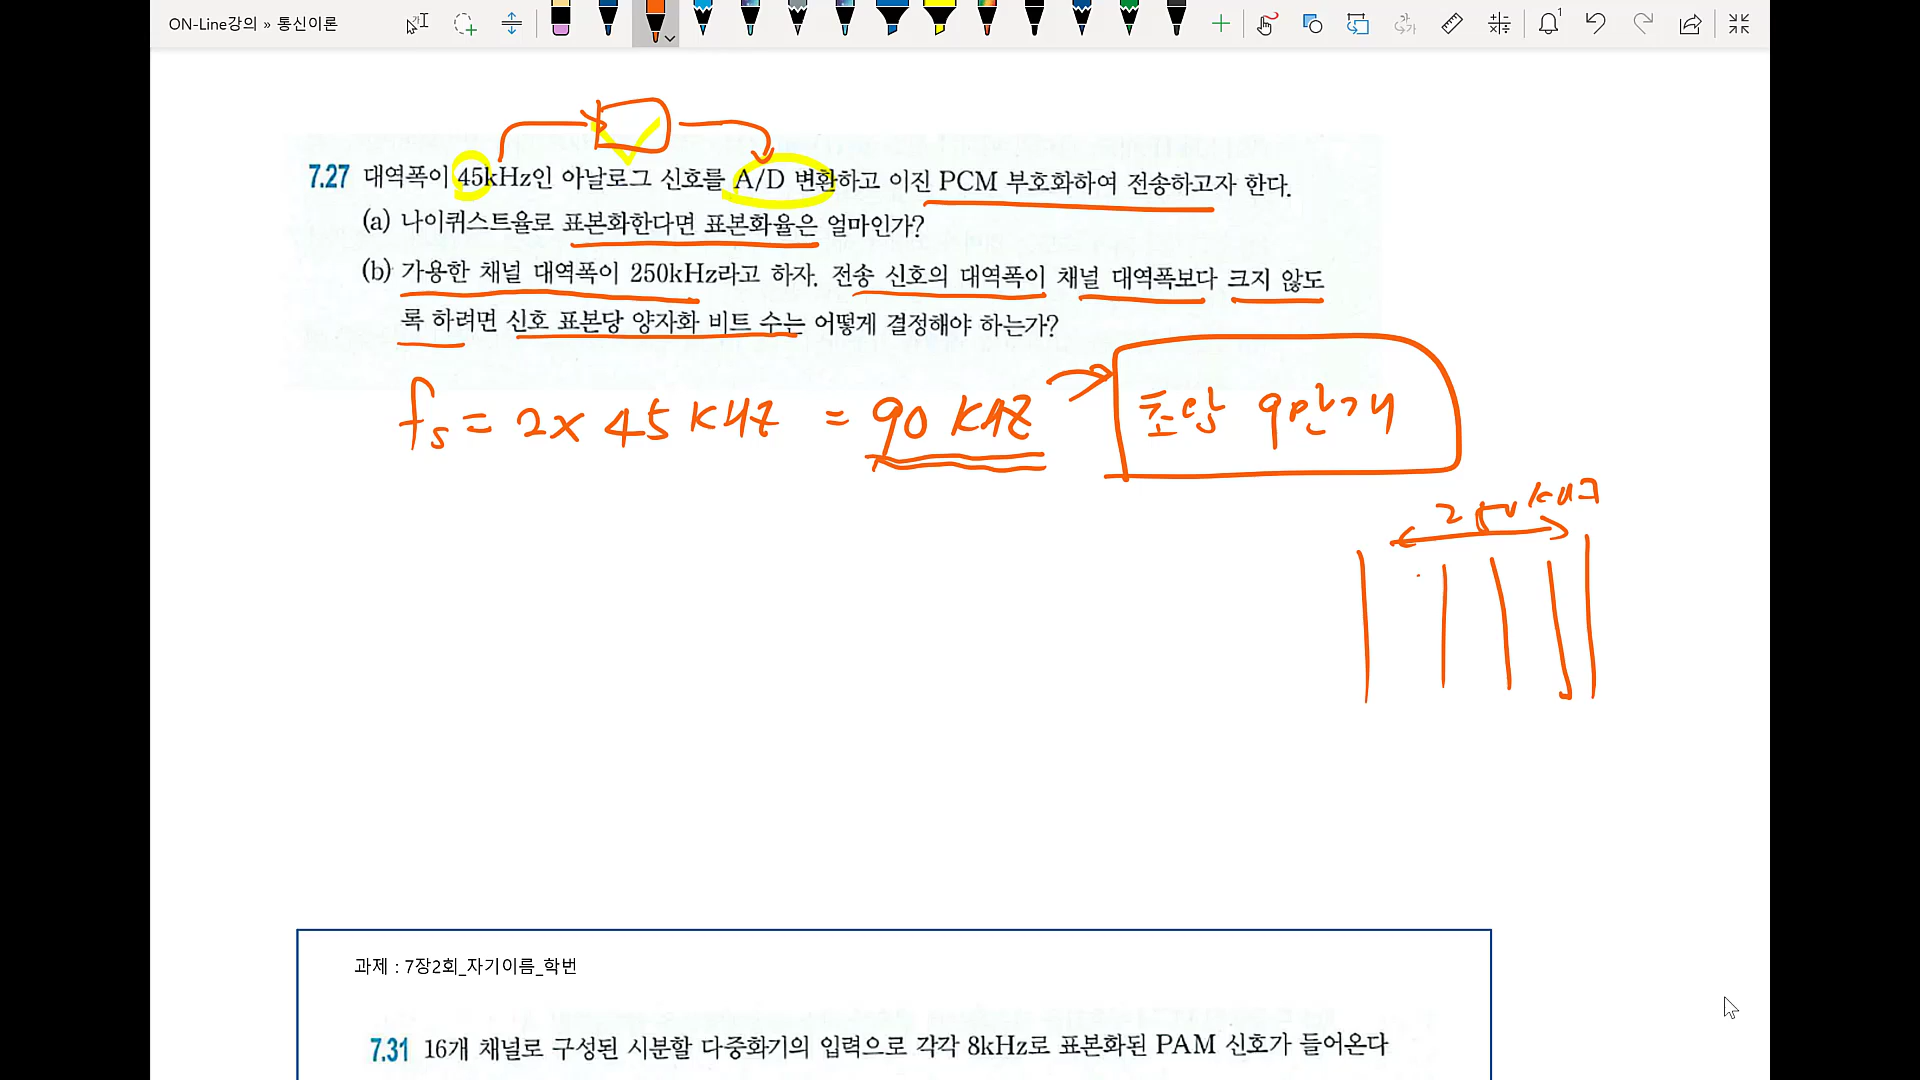 ON-Line강의 » 통신이론
7.27 대역폭이 45kHz인 아날로그 신호를 A/D 변환하고 이진 PCM 부호화하여 전송하고자 한다.
(a) 나이퀴스트율로 표본화한다면 표본화율은 얼마인가?
(b) 가용한 채널 대역폭이 250kHz라고 하자. 전송 신호의 대역폭이 채널 대역폭보다 크지 않도
록 하려면 신호 표본당 양자화 비트 수는 어떻게 결정해야 하는가?
fs = 2x 45 KHZ = 90 KHZ 초당 9만개
250 KHZ
과제 : 7장2회_자기이름_학번
7.31 16개 채널로 구성된 시분할 다중화기의 입력으로 각각 8kHz로 표본화된 PAM 신호가 들어온다